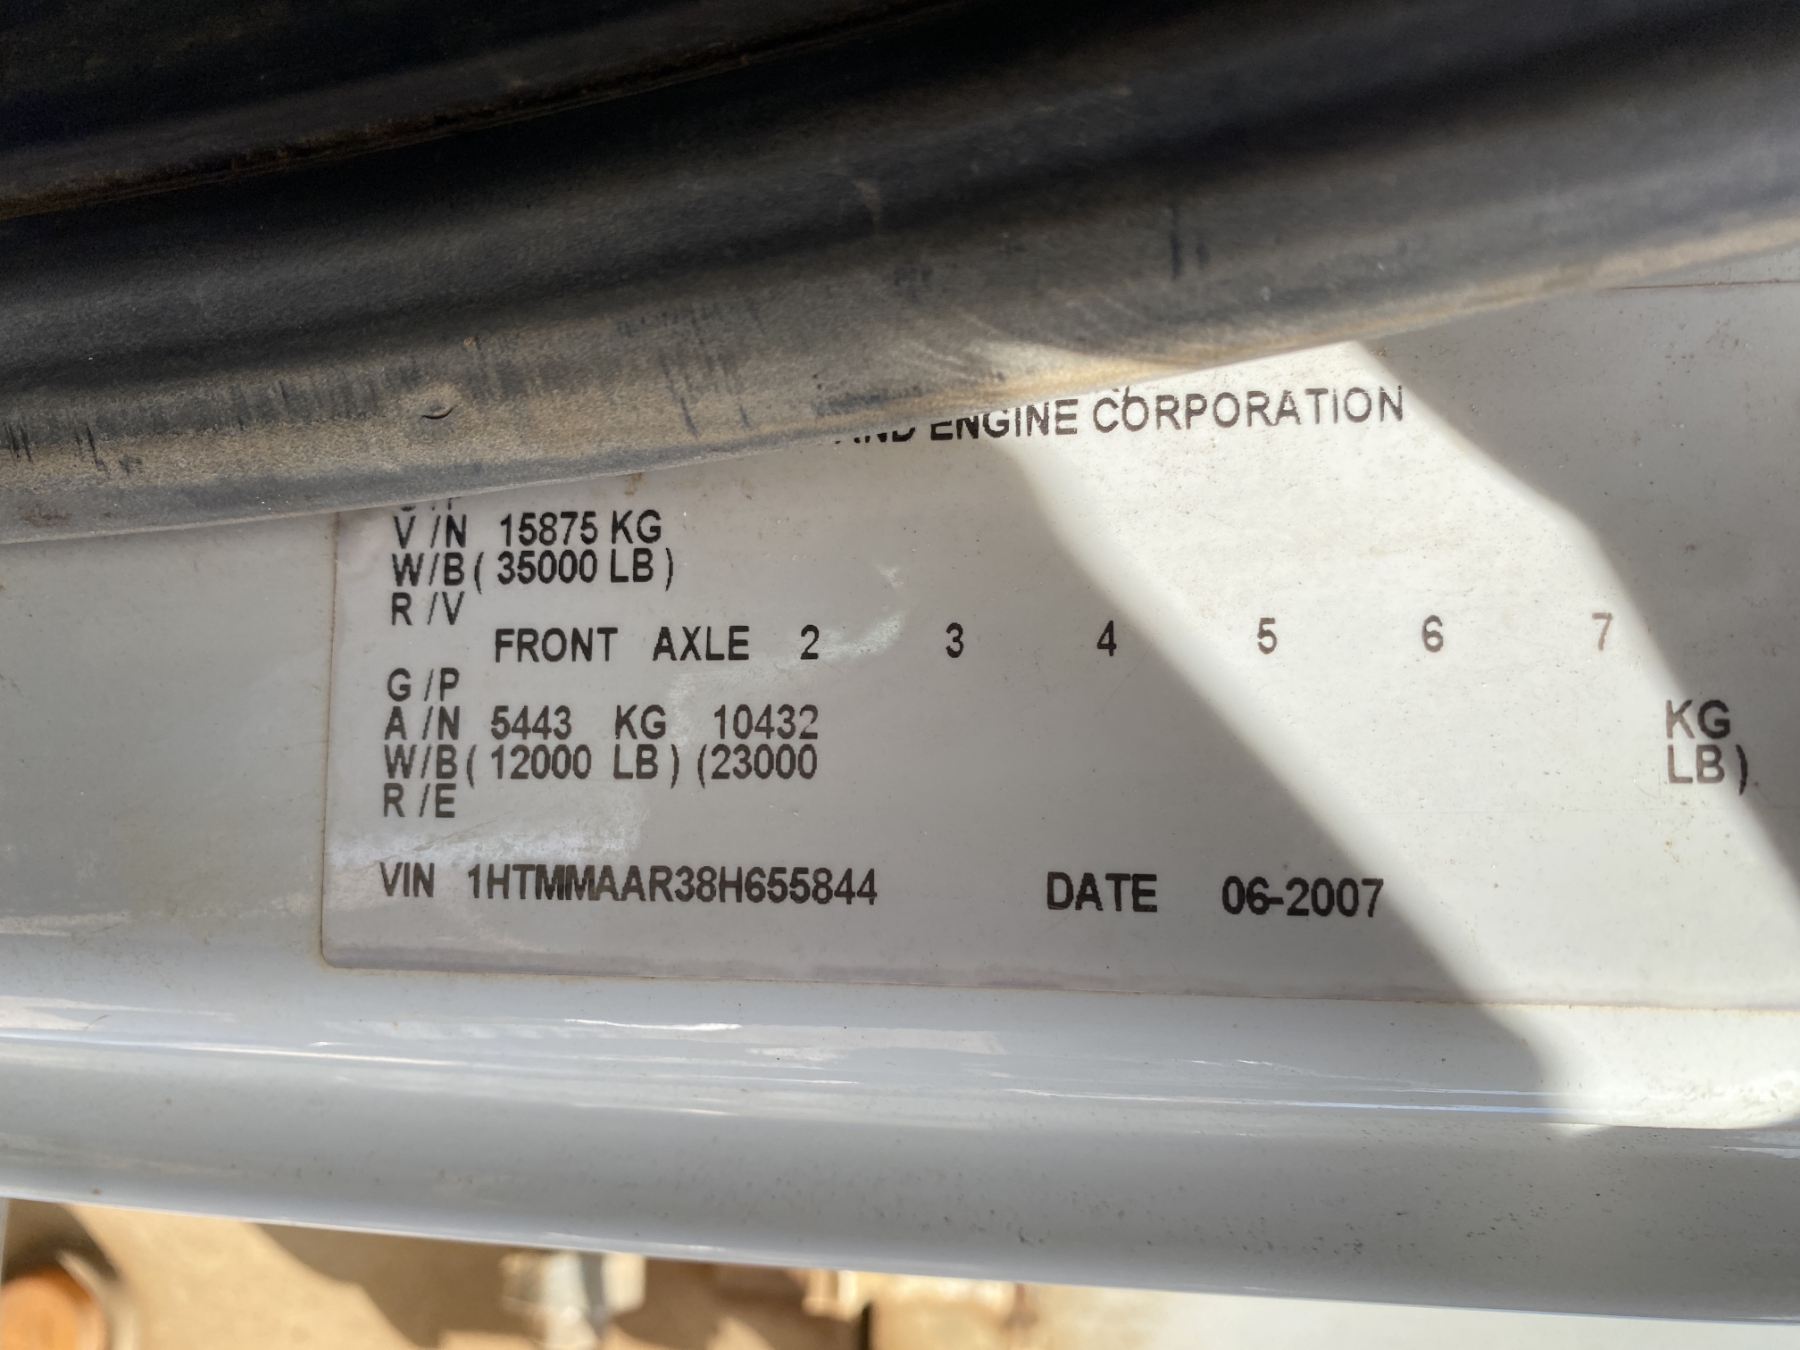 ENGINE CORPORATION
V/N 15875 KG
W/B (35000 LB)
R/V
FRONT AXLE 2 3 4 5 6 7
G/P
A/N 5443 KG 10432 KG
W/B (12000 LB) (23000 LB)
R/E
VIN 1HTMMAAR38H655844 DATE 06-2007